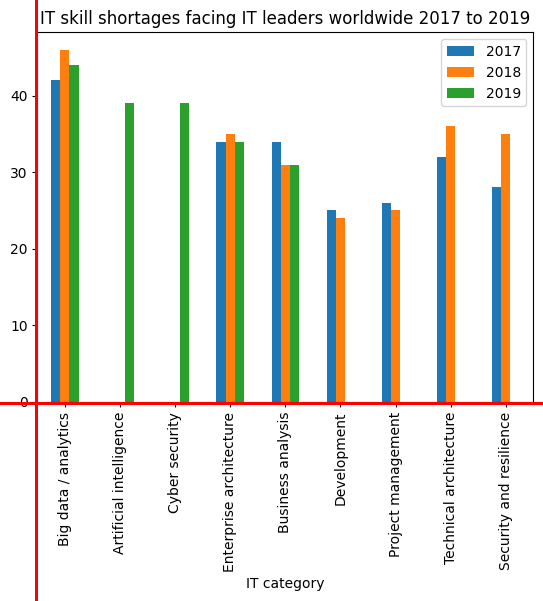 IT skill shortages facing IT leaders worldwide 2017 to 2019
2017
2018
2019
40
30
20
10
0
Big data / analytics
Artificial intelligence
Cyber security
Enterprise architecture
Business analysis
Development
Project management
Technical architecture
Security and resilience
IT category